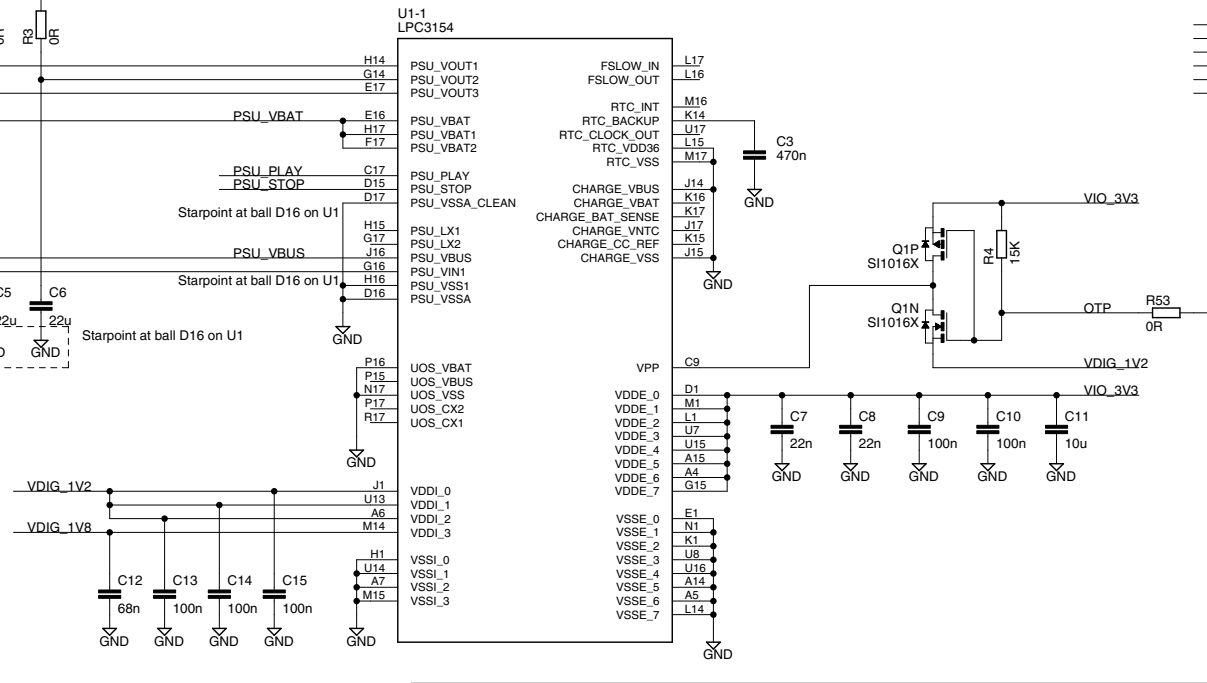 U1-1
LPC3154
R3
0R
0R
H14 PSU_VOUT1
G14 PSU_VOUT2
E17 PSU_VOUT3
PSU_VBAT E16 PSU_VBAT
H17 PSU_VBAT1
F17 PSU_VBAT2
PSU_PLAY C17 PSU_PLAY
PSU_STOP D15 PSU_STOP
D17 PSU_VSSA_CLEAN
Starpoint at ball D16 on U1
H15 PSU_LX1
G17 PSU_LX2
PSU_VBUS J16 PSU_VBUS
G16 PSU_VIN1
Starpoint at ball D16 on U1 H16 PSU_VSS1
D16 PSU_VSSA
GND
C5
22u
C6
22u
GND
Starpoint at ball D16 on U1
P16 UOS_VBAT
P15 UOS_VBUS
N17 UOS_VSS
P17 UOS_CX2
R17 UOS_CX1
GND
VDIG_1V2 J1 VDDI_0
U13 VDDI_1
A6 VDDI_2
VDIG_1V8 M14 VDDI_3
H1 VSSI_0
U14 VSSI_1
A7 VSSI_2
M15 VSSI_3
C12 C13 C14 C15
68n 100n 100n 100n
GND GND GND GND GND
FSLOW_IN L17
FSLOW_OUT L16
RTC_INT M16
RTC_BACKUP K14
RTC_CLOCK_OUT U17
RTC_VDD36 L15
RTC_VSS M17
C3
470n
GND
CHARGE_VBUS J14
CHARGE_VBAT K16
CHARGE_BAT_SENSE K17
CHARGE_VNTC J17
CHARGE_CC_REF K15
CHARGE_VSS J15
GND
VIO_3V3
Q1P
SI1016X
R4
15K
Q1N
SI1016X
OTP
R53
0R
VDIG_1V2
VPP C9
VIO_3V3
VDDE_0 D1
VDDE_1 M1
VDDE_2 L1
VDDE_3 U7
VDDE_4 U15
VDDE_5 A15
VDDE_6 A4
VDDE_7 G15
C7 C8 C9 C10 C11
22n 22n 100n 100n 10u
GND GND GND GND GND
VSSE_0 E1
VSSE_1 N1
VSSE_2 K1
VSSE_3 U8
VSSE_4 U16
VSSE_5 A14
VSSE_6 A5
VSSE_7 L14
GND